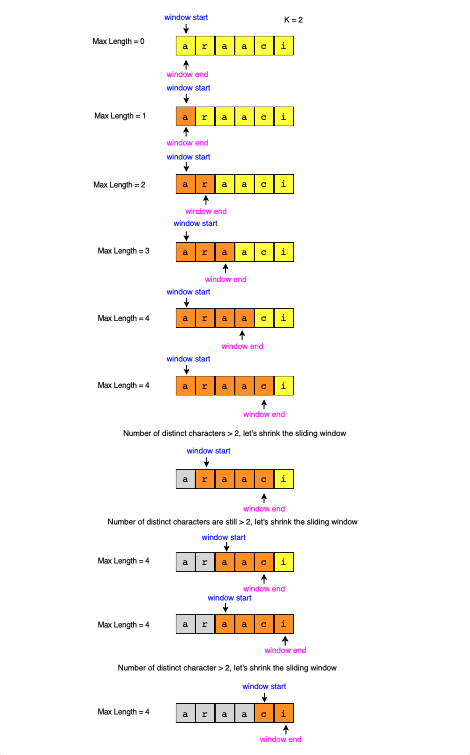 window start
K = 2
Max Length = 0
a r a a c i
window end
window start
Max Length = 1
a r a a c i
window end
window start
Max Length = 2
a r a a c i
window end
window start
Max Length = 3
a r a a c i
window end
window start
Max Length = 4
a r a a c i
window end
window start
Max Length = 4
a r a a c i
window end
Number of distinct characters > 2, let's shrink the sliding window
window start
a r a a c i
window end
Number of distinct characters are still > 2, let's shrink the sliding window
window start
Max Length = 4
a r a a c i
window end
window start
Max Length = 4
a r a a c i
window end
Number of distinct character > 2, let's shrink the sliding window
window start
Max Length = 4
a r a a c i
window end